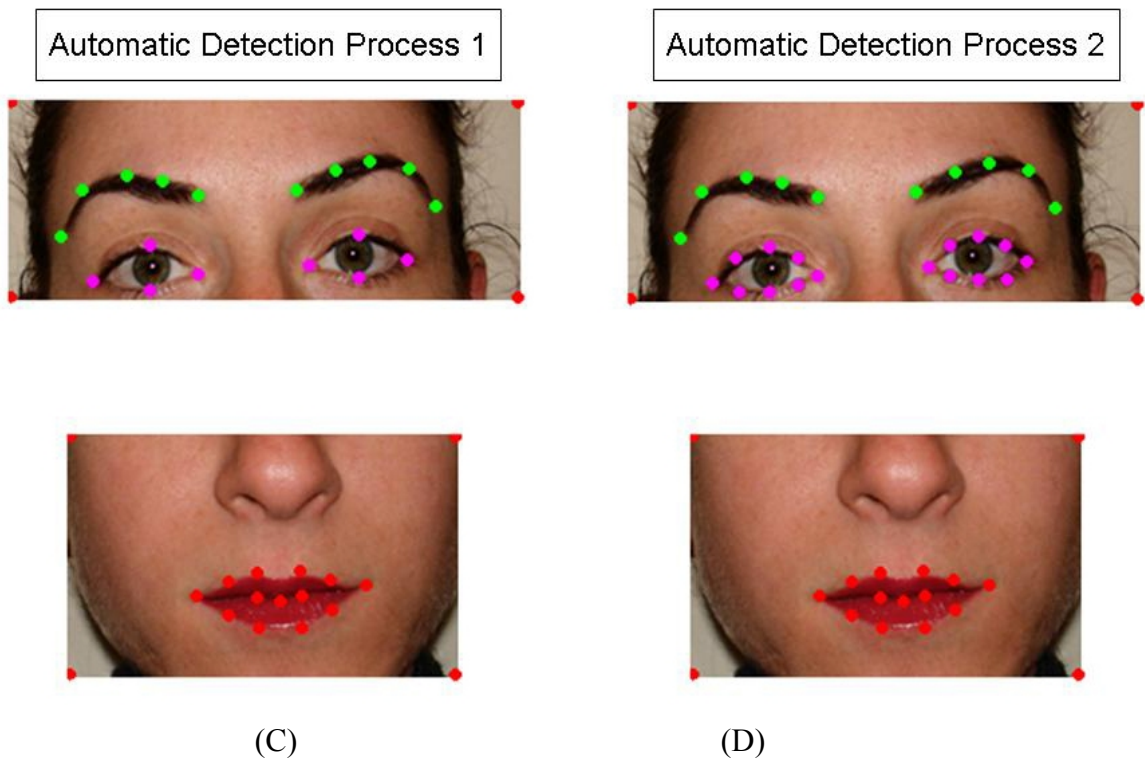 Automatic Detection Process 1
Automatic Detection Process 2
(C)
(D)